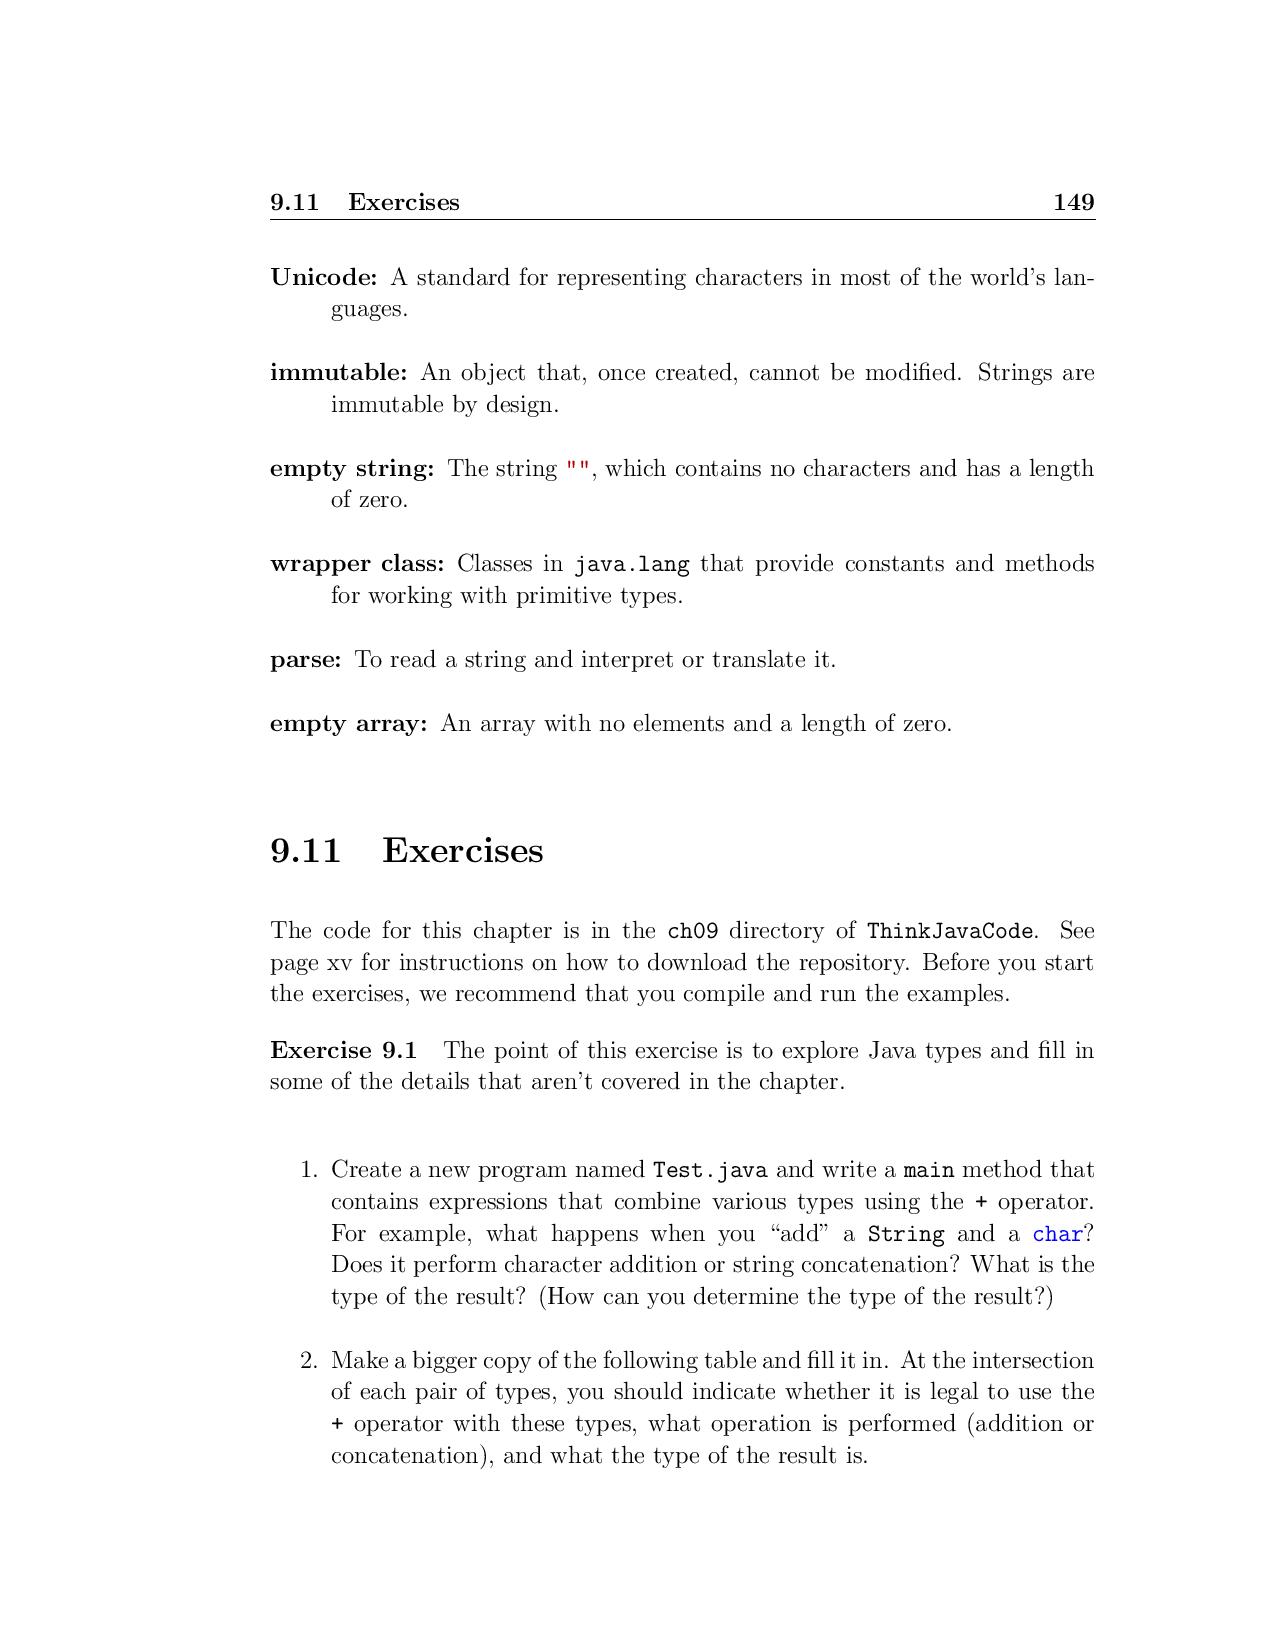 9.11 Exercises 149
Unicode: A standard for representing characters in most of the world's lan-
guages.
immutable: An object that, once created, cannot be modified. Strings are
immutable by design.
empty string: The string "", which contains no characters and has a length
of zero.
wrapper class: Classes in java.lang that provide constants and methods
for working with primitive types.
parse: To read a string and interpret or translate it.
empty array: An array with no elements and a length of zero.
9.11 Exercises
The code for this chapter is in the ch09 directory of ThinkJavaCode. See
page xv for instructions on how to download the repository. Before you start
the exercises, we recommend that you compile and run the examples.
Exercise 9.1 The point of this exercise is to explore Java types and fill in
some of the details that aren't covered in the chapter.
1. Create a new program named Test.java and write a main method that
contains expressions that combine various types using the + operator.
For example, what happens when you “add” a String and a char?
Does it perform character addition or string concatenation? What is the
type of the result? (How can you determine the type of the result?)
2. Make a bigger copy of the following table and fill it in. At the intersection
of each pair of types, you should indicate whether it is legal to use the
+ operator with these types, what operation is performed (addition or
concatenation), and what the type of the result is.